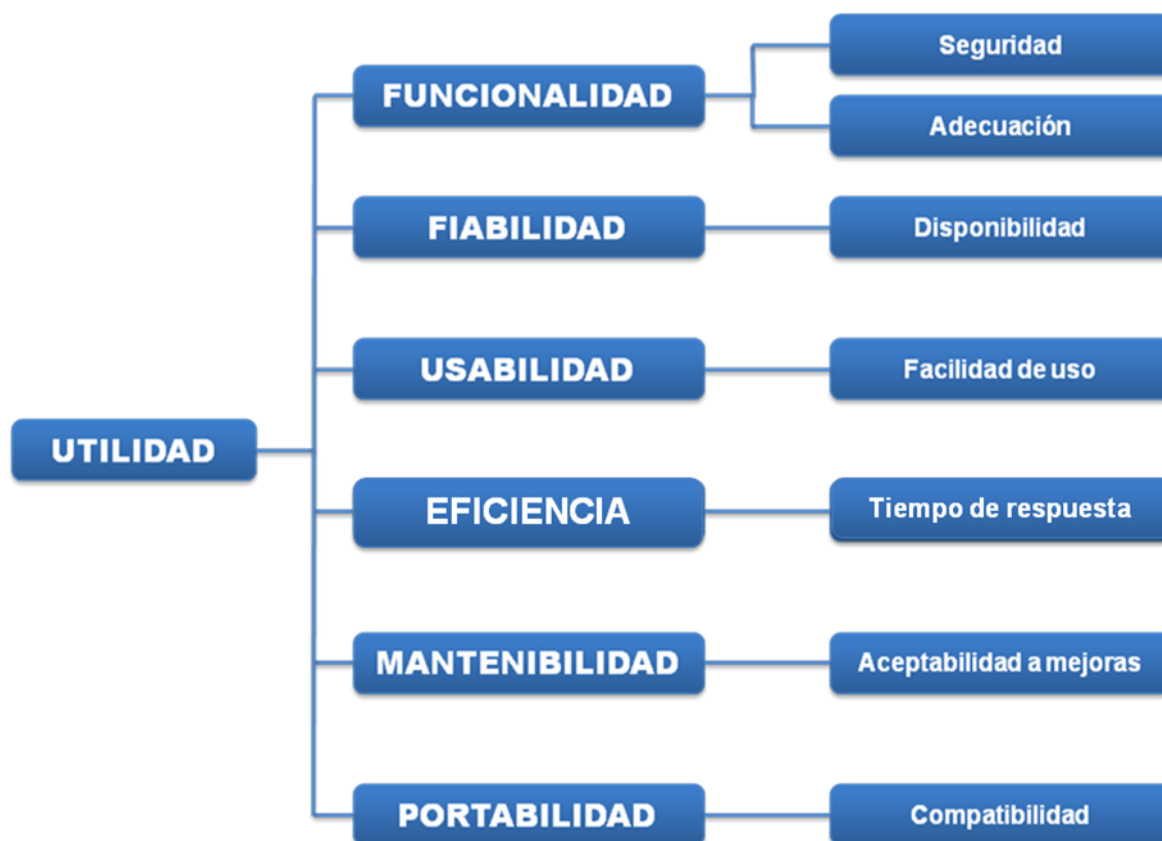 Seguridad
FUNCIONALIDAD
Adecuación
FIABILIDAD
Disponibilidad
USABILIDAD
Facilidad de uso
UTILIDAD
EFICIENCIA
Tiempo de respuesta
MANTENIBILIDAD
Aceptabilidad a mejoras
PORTABILIDAD
Compatibilidad